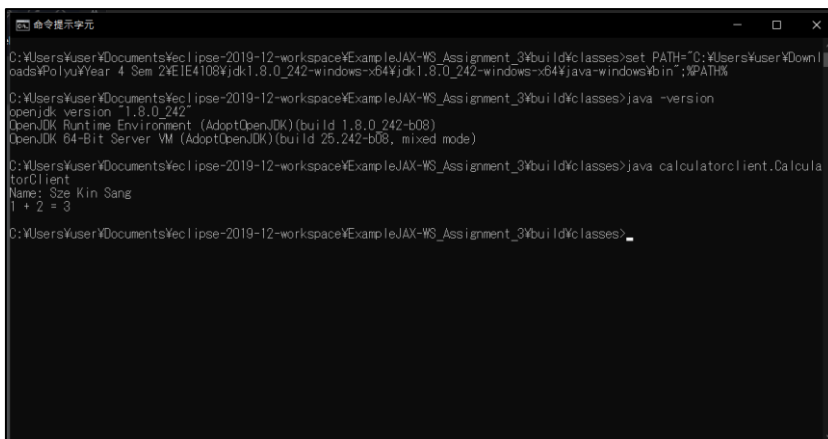 命令提示字元
C:¥Users¥user¥Documents¥eclipse-2019-12-workspace¥ExampleJAX-WS_Assignment_3¥build¥classes>set PATH="C:¥Users¥user¥Downl
oads¥Polyu¥Year 4 Sem 2¥EIE4108¥jdk1.8.0_242-windows-x64¥jdk1.8.0_242-windows-x64¥java-windows¥bin";%PATH%
C:¥Users¥user¥Documents¥eclipse-2019-12-workspace¥ExampleJAX-WS_Assignment_3¥build¥classes>java -version
openjdk version "1.8.0_242"
OpenJDK Runtime Environment (AdoptOpenJDK)(build 1.8.0_242-b08)
OpenJDK 64-Bit Server VM (AdoptOpenJDK)(build 25.242-b08, mixed mode)
C:¥Users¥user¥Documents¥eclipse-2019-12-workspace¥ExampleJAX-WS_Assignment_3¥build¥classes>java calculatorclient.Calcula
torClient
Name: Sze Kin Sang
1 + 2 = 3
C:¥Users¥user¥Documents¥eclipse-2019-12-workspace¥ExampleJAX-WS_Assignment_3¥build¥classes>